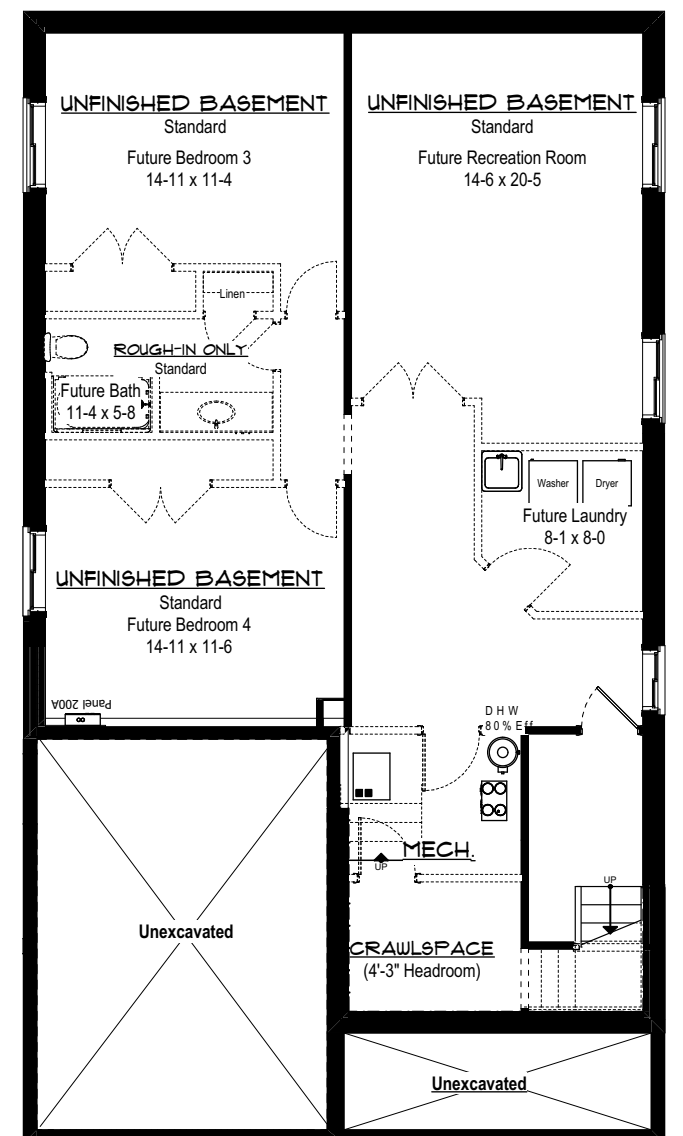 UNFINISHED BASEMENT
Standard
Future Bedroom 3
14-11 x 11-4
UNFINISHED BASEMENT
Standard
Future Recreation Room
14-6 x 20-5
Linen
ROUGH-IN ONLY
Standard
Future Bath
11-4 x 5-8
Washer
Dryer
Future Laundry
8-1 x 8-0
UNFINISHED BASEMENT
Standard
Future Bedroom 4
14-11 x 11-6
Panel 200A
DHW
80% Eff
MECH.
UP
UP
Unexcavated
CRAWLSPACE
(4'-3" Headroom)
Unexcavated